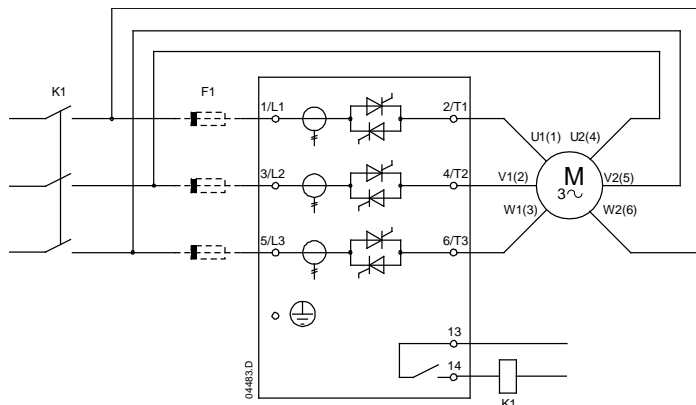 K1
F1
1/L1
2/T1
U1(1)
U2(4)
3/L2
4/T2
V1(2)
M
3
V2(5)
W1(3)
W2(6)
5/L3
6/T3
13
14
04483.D
K1